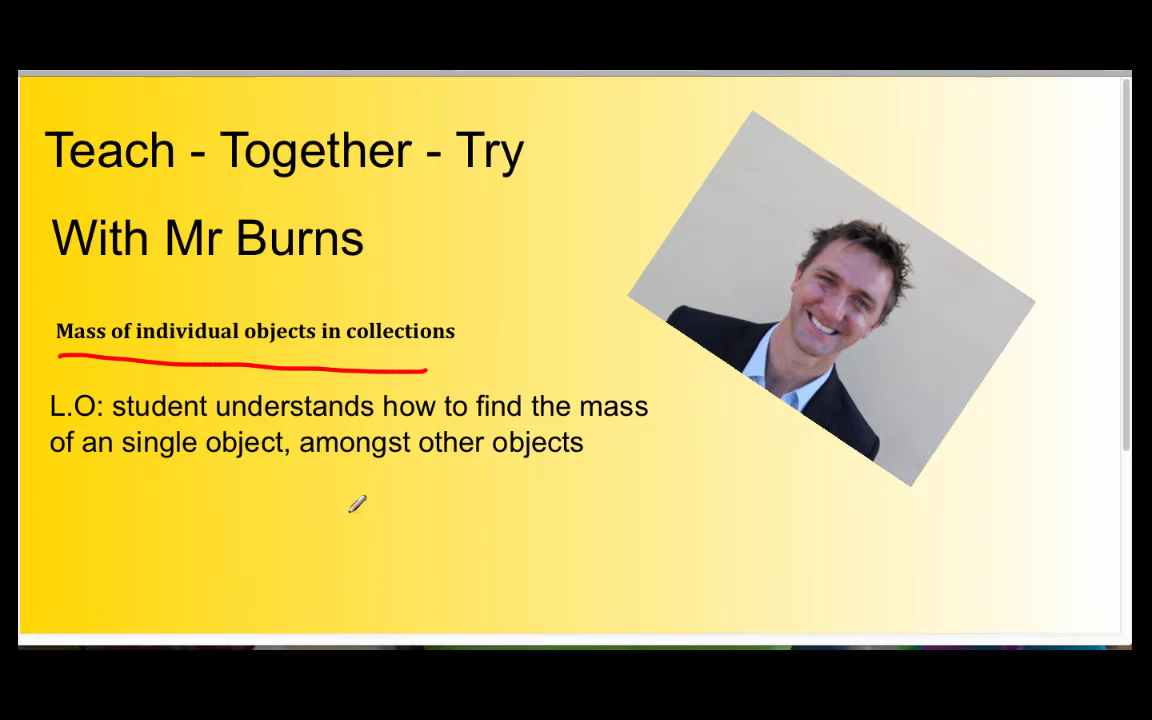 Teach - Together - Try
With Mr Burns
Mass of individual objects in collections
L.O: student understands how to find the mass
of an single object, amongst other objects